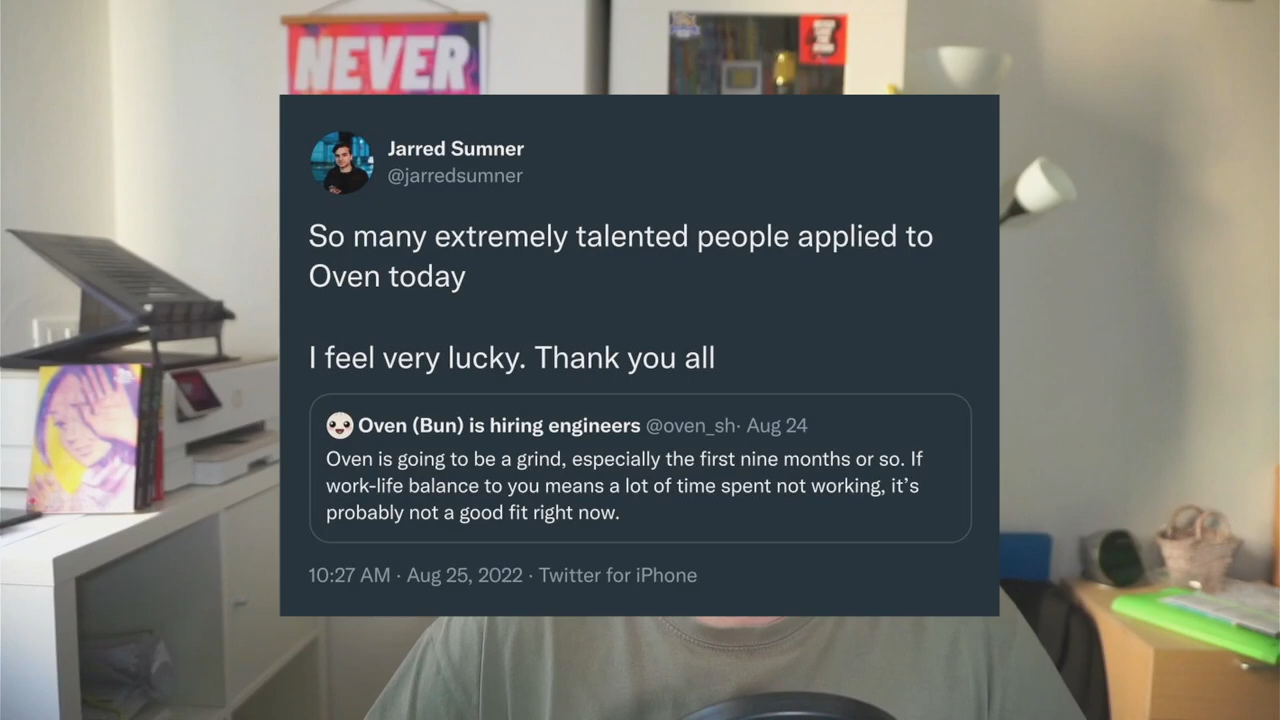 NEVER
Jarred Sumner
@jarredsumner
So many extremely talented people applied to
Oven today
I feel very lucky. Thank you all
Oven (Bun) is hiring engineers @oven_sh· Aug 24
Oven is going to be a grind, especially the first nine months or so. If
work-life balance to you means a lot of time spent not working, it’s
probably not a good fit right now.
10:27 AM · Aug 25, 2022 · Twitter for iPhone